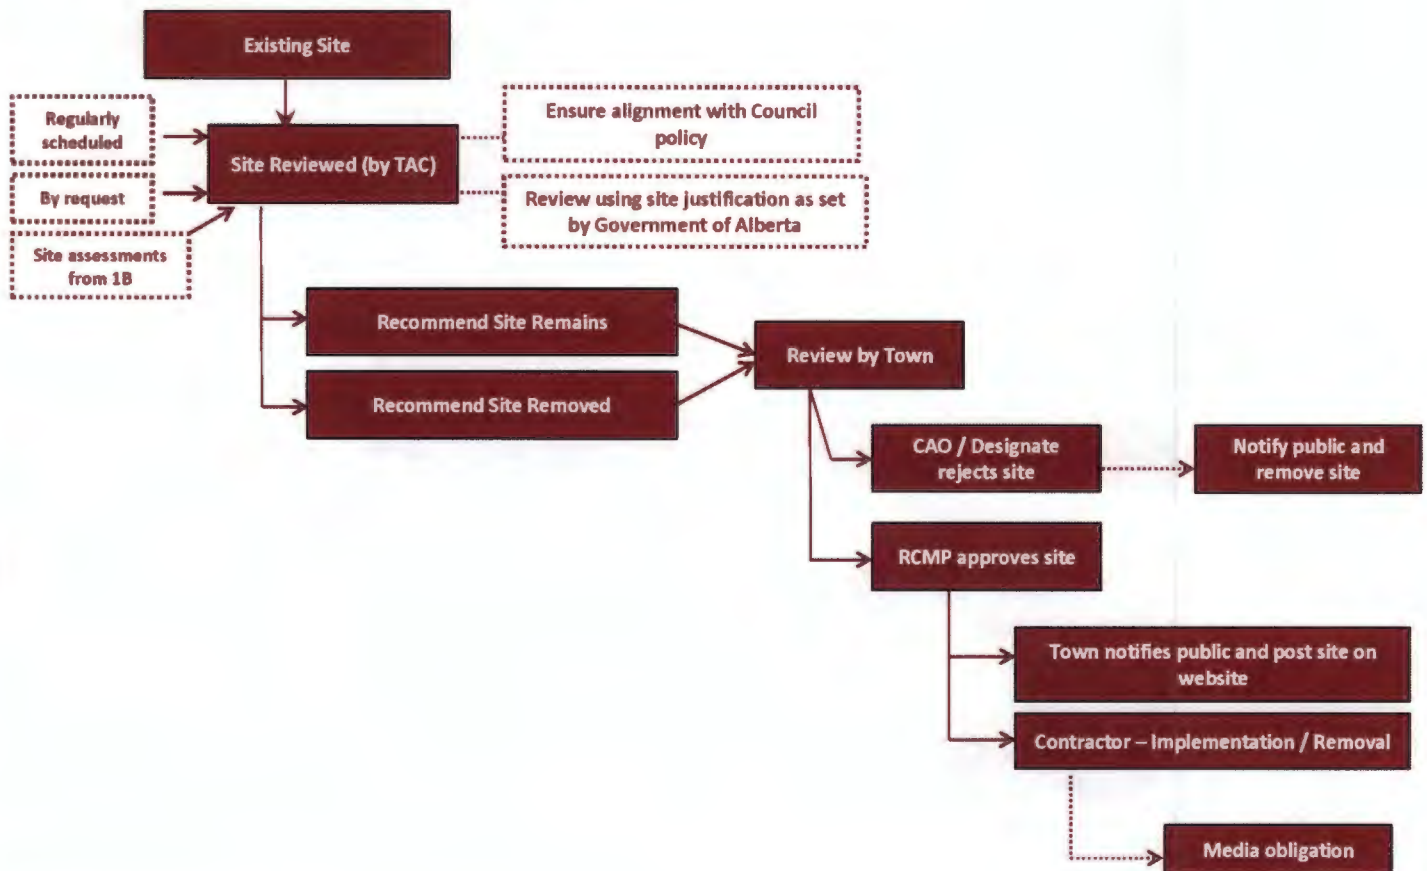 Existing Site
Regularly
scheduled
By request
Site assessments
from 1B
Site Reviewed (by TAC)
Ensure alignment with Council
policy
Review using site justification as set
by Government of Alberta
Recommend Site Remains
Recommend Site Removed
Review by Town
CAO / Designate
rejects site
Notify public and
remove site
RCMP approves site
Town notifies public and post site on
website
Contractor – Implementation / Removal
Media obligation